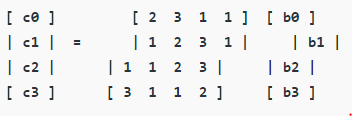 [ c0 ] [ 2 3 1 1 ] [ b0 ]
| c1 | = | 1 2 3 1 | | b1 |
| c2 | | 1 1 2 3 | | b2 |
[ c3 ] [ 3 1 1 2 ] [ b3 ]